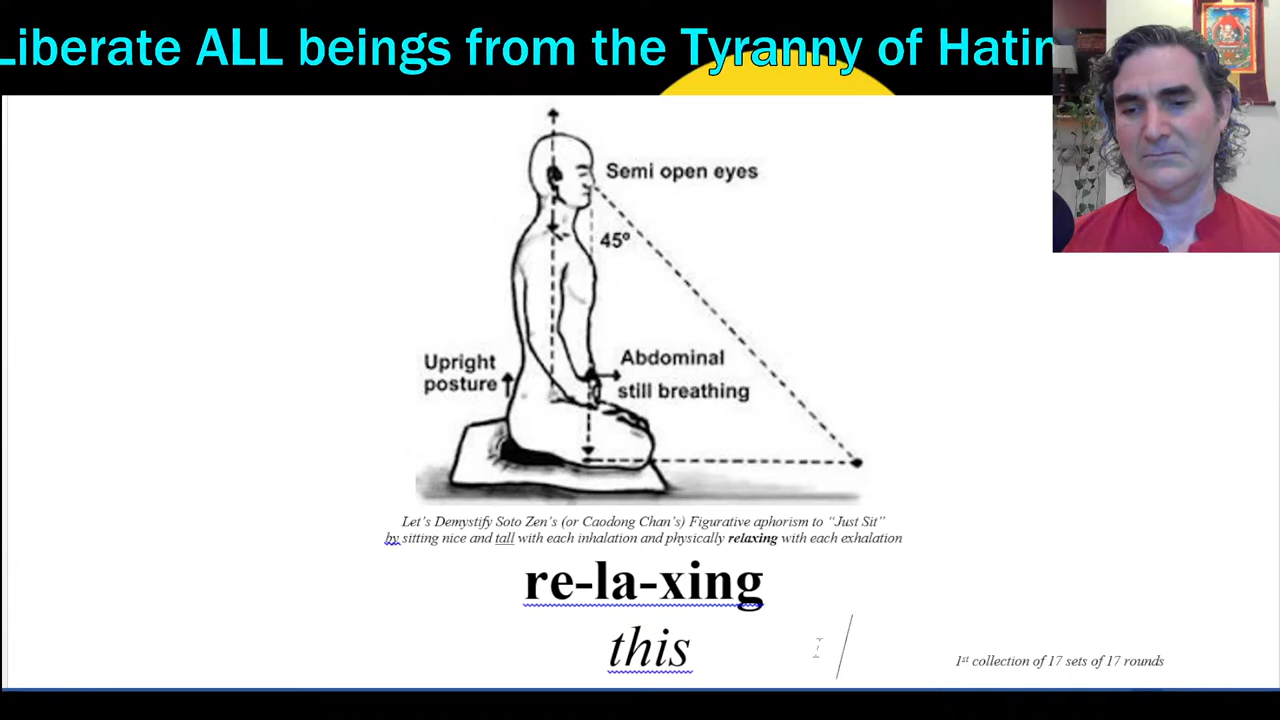 Liberate ALL beings from the Tyranny of Hatin
Semi open eyes
45º
Upright
posture
Abdominal
still breathing
Let’s Demystify Soto Zen’s (or Caodong Chan’s) Figurative aphorism to “Just Sit”
by sitting nice and tall with each inhalation and physically relaxing with each exhalation
re-la-xing
this
1st collection of 17 sets of 17 rounds